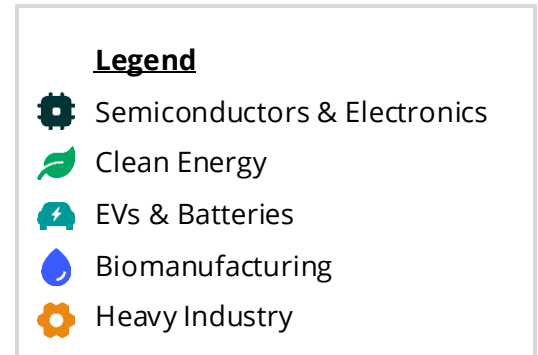 Legend
Semiconductors & Electronics
Clean Energy
EVs & Batteries
Biomanufacturing
Heavy Industry